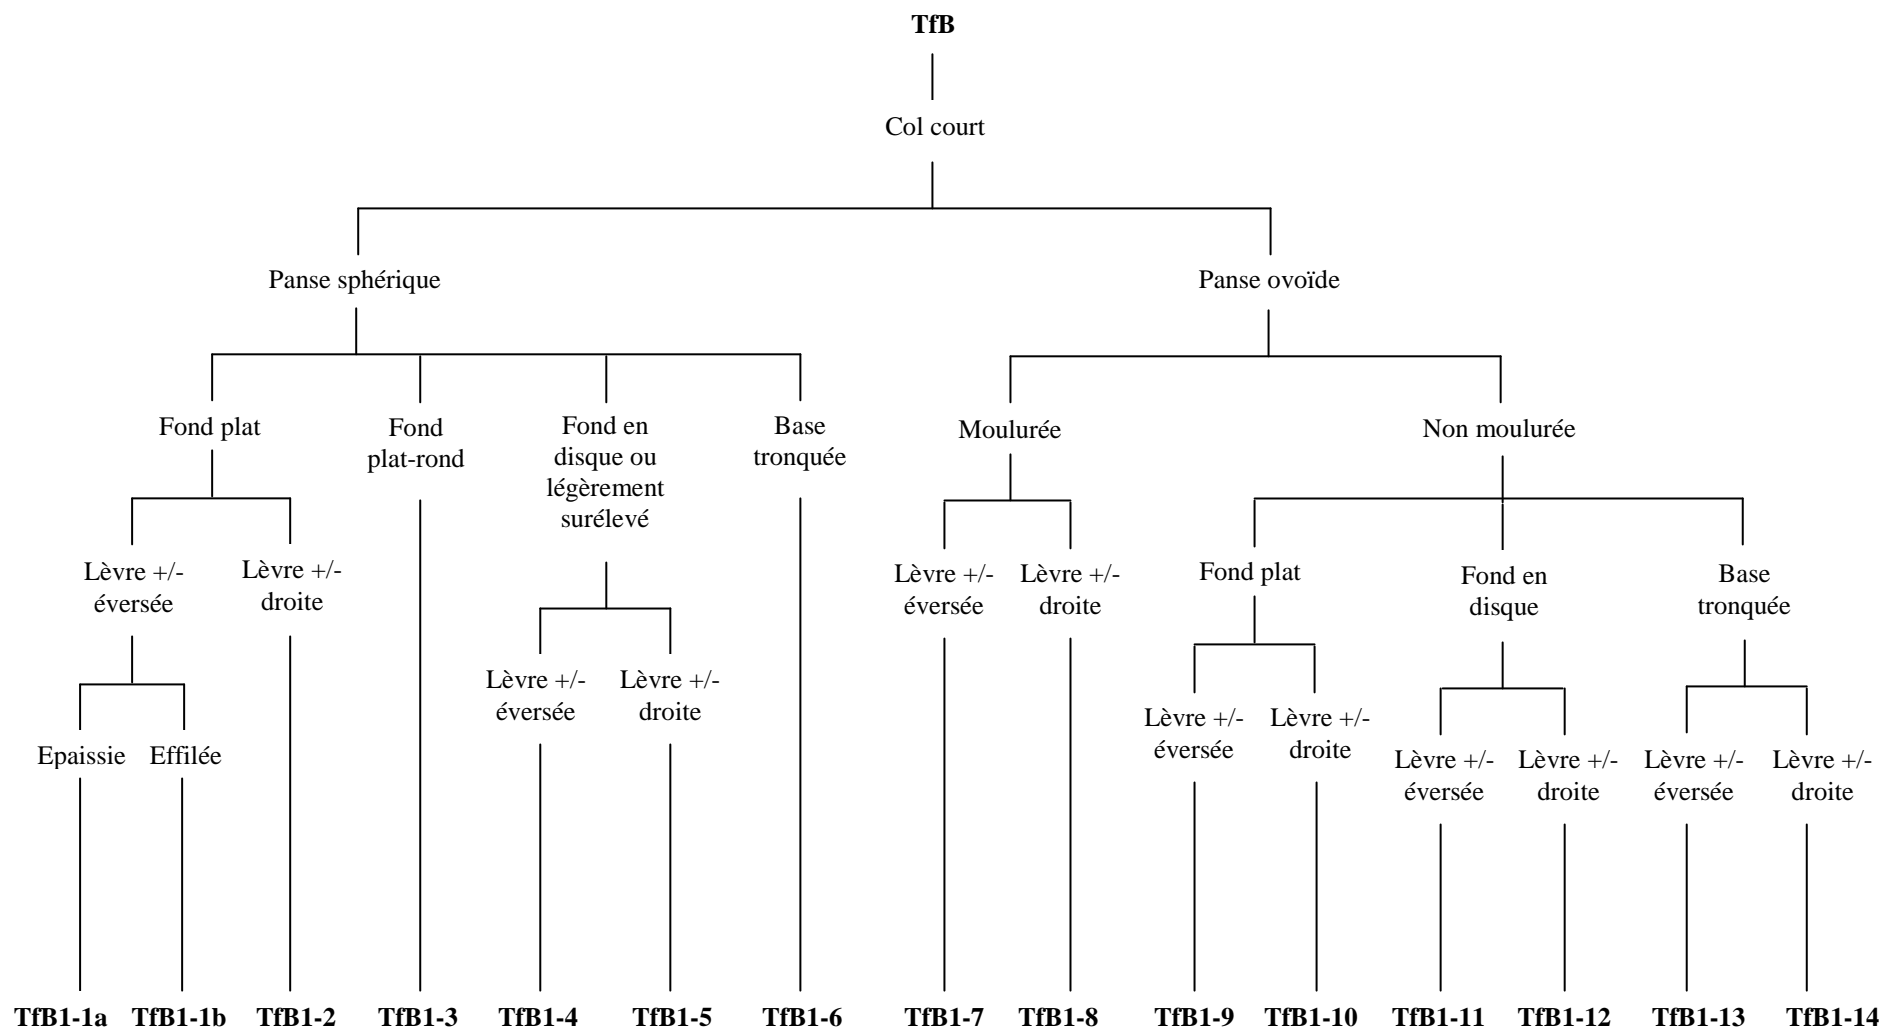 TfB
Col court
Panse sphérique
Panse ovoïde
Fond plat
Fond
plat-rond
Fond en
disque ou
légèrement
surélevé
Base
tronquée
Moulurée
Non moulurée
Lèvre +/-
éversée
Lèvre +/-
droite
Lèvre +/-
éversée
Lèvre +/-
droite
Fond plat
Fond en
disque
Base
tronquée
Lèvre +/-
éversée
Lèvre +/-
droite
Lèvre +/-
éversée
Lèvre +/-
droite
Epaissie
Effilée
Lèvre +/-
éversée
Lèvre +/-
droite
Lèvre +/-
éversée
Lèvre +/-
droite
TfB1-1a
TfB1-1b
TfB1-2
TfB1-3
TfB1-4
TfB1-5
TfB1-6
TfB1-7
TfB1-8
TfB1-9
TfB1-10
TfB1-11
TfB1-12
TfB1-13
TfB1-14